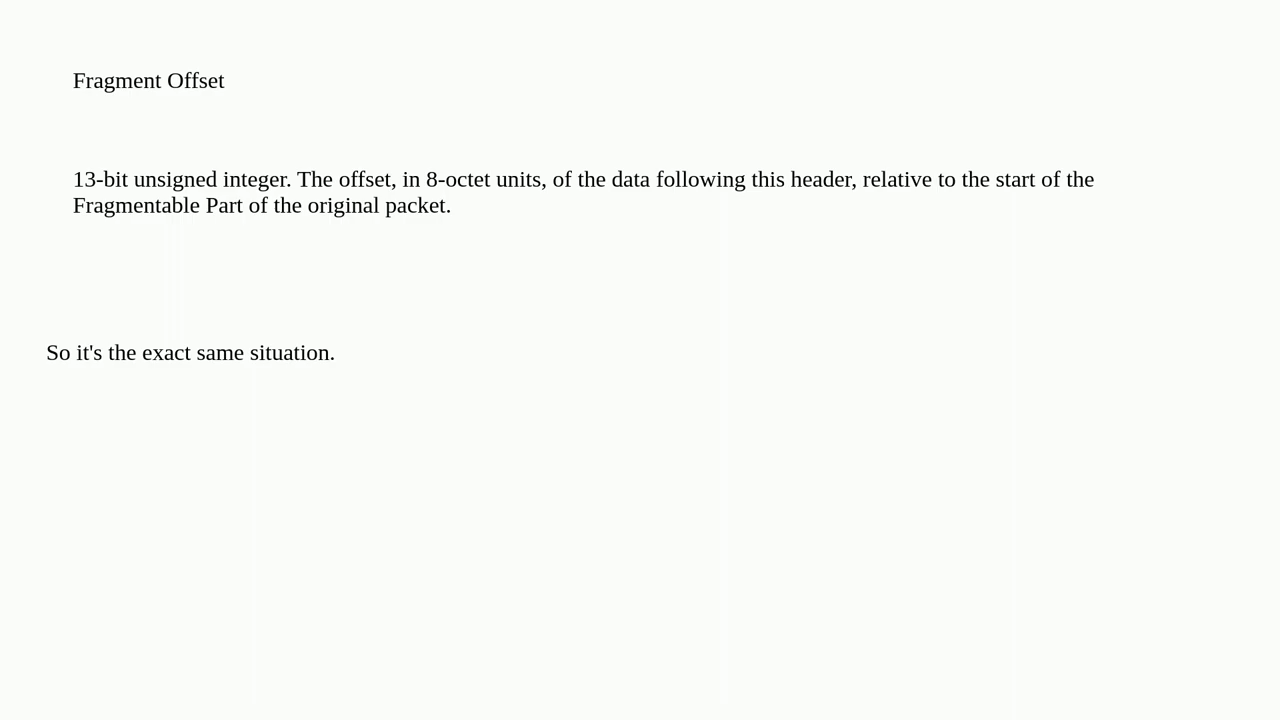 Fragment Offset
13-bit unsigned integer. The offset, in 8-octet units, of the data following this header, relative to the start of the
Fragmentable Part of the original packet.
So it's the exact same situation.